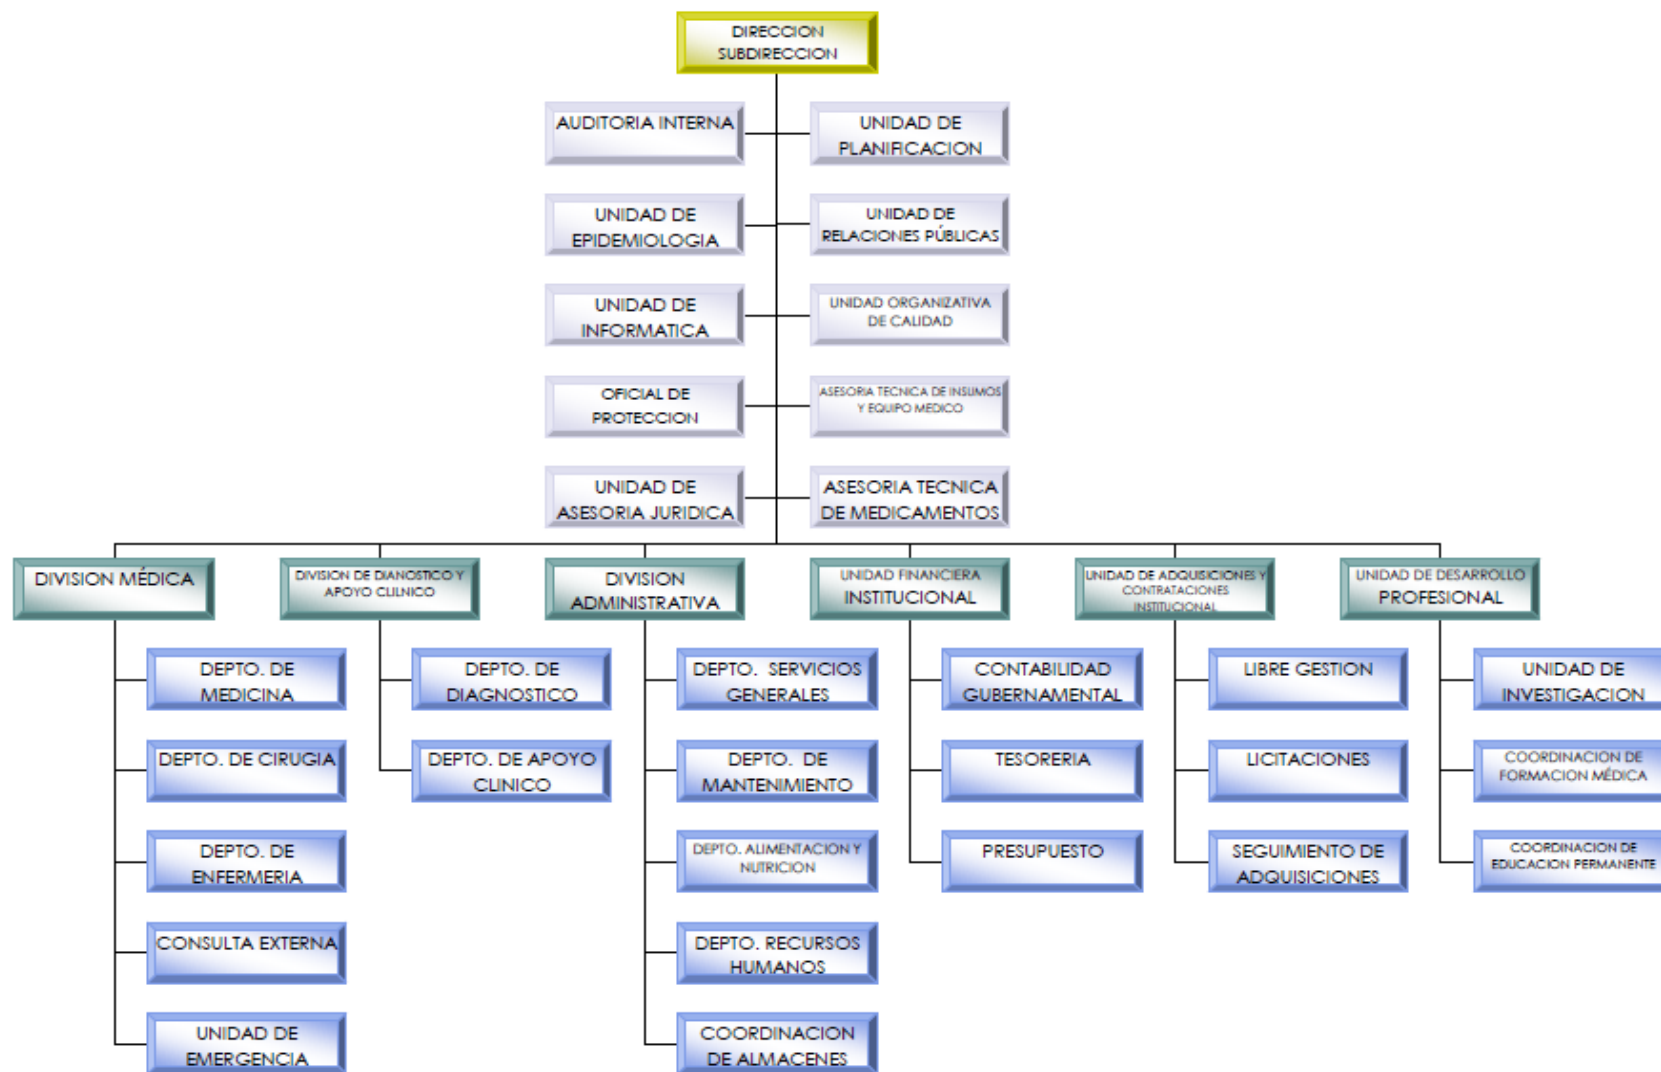 DIRECCION
SUBDIRECCION
AUDITORIA INTERNA
UNIDAD DE
PLANIFICACION
UNIDAD DE
EPIDEMIOLOGIA
UNIDAD DE
RELACIONES PÚBLICAS
UNIDAD DE
INFORMATICA
UNIDAD ORGANIZATIVA
DE CALIDAD
OFICIAL DE
PROTECCION
ASESORIA TECNICA DE INSUMOS
Y EQUIPO MEDICO
UNIDAD DE
ASESORIA JURIDICA
ASESORIA TECNICA
DE MEDICAMENTOS
DIVISION MÉDICA
DIVISION DE DIANOSTICO Y
APOYO CLILNICO
DIVISION
ADMINISTRATIVA
UNIDAD FINANCIERA
INSTITUCIONAL
UNIDAD DE ADQUISICIONES Y
CONTRATACIONES
INSTITUCIONAL
UNIDAD DE DESARROLLO
PROFESIONAL
DEPTO. DE
MEDICINA
DEPTO. DE
DIAGNOSTICO
DEPTO. SERVICIOS
GENERALES
CONTABILIDAD
GUBERNAMENTAL
LIBRE GESTION
UNIDAD DE
INVESTIGACION
DEPTO. DE CIRUGIA
DEPTO. DE APOYO
CLINICO
DEPTO. DE
MANTENIMIENTO
TESORERIA
LICITACIONES
COORDINACION DE
FORMACION MÉDICA
DEPTO. DE
ENFERMERIA
DEPTO. ALIMENTACION Y
NUTRICION
PRESUPUESTO
SEGUIMIENTO DE
ADQUISICIONES
COORDINACION DE
EDUCACION PERMANENTE
CONSULTA EXTERNA
DEPTO. RECURSOS
HUMANOS
UNIDAD DE
EMERGENCIA
COORDINACION
DE ALMACENES